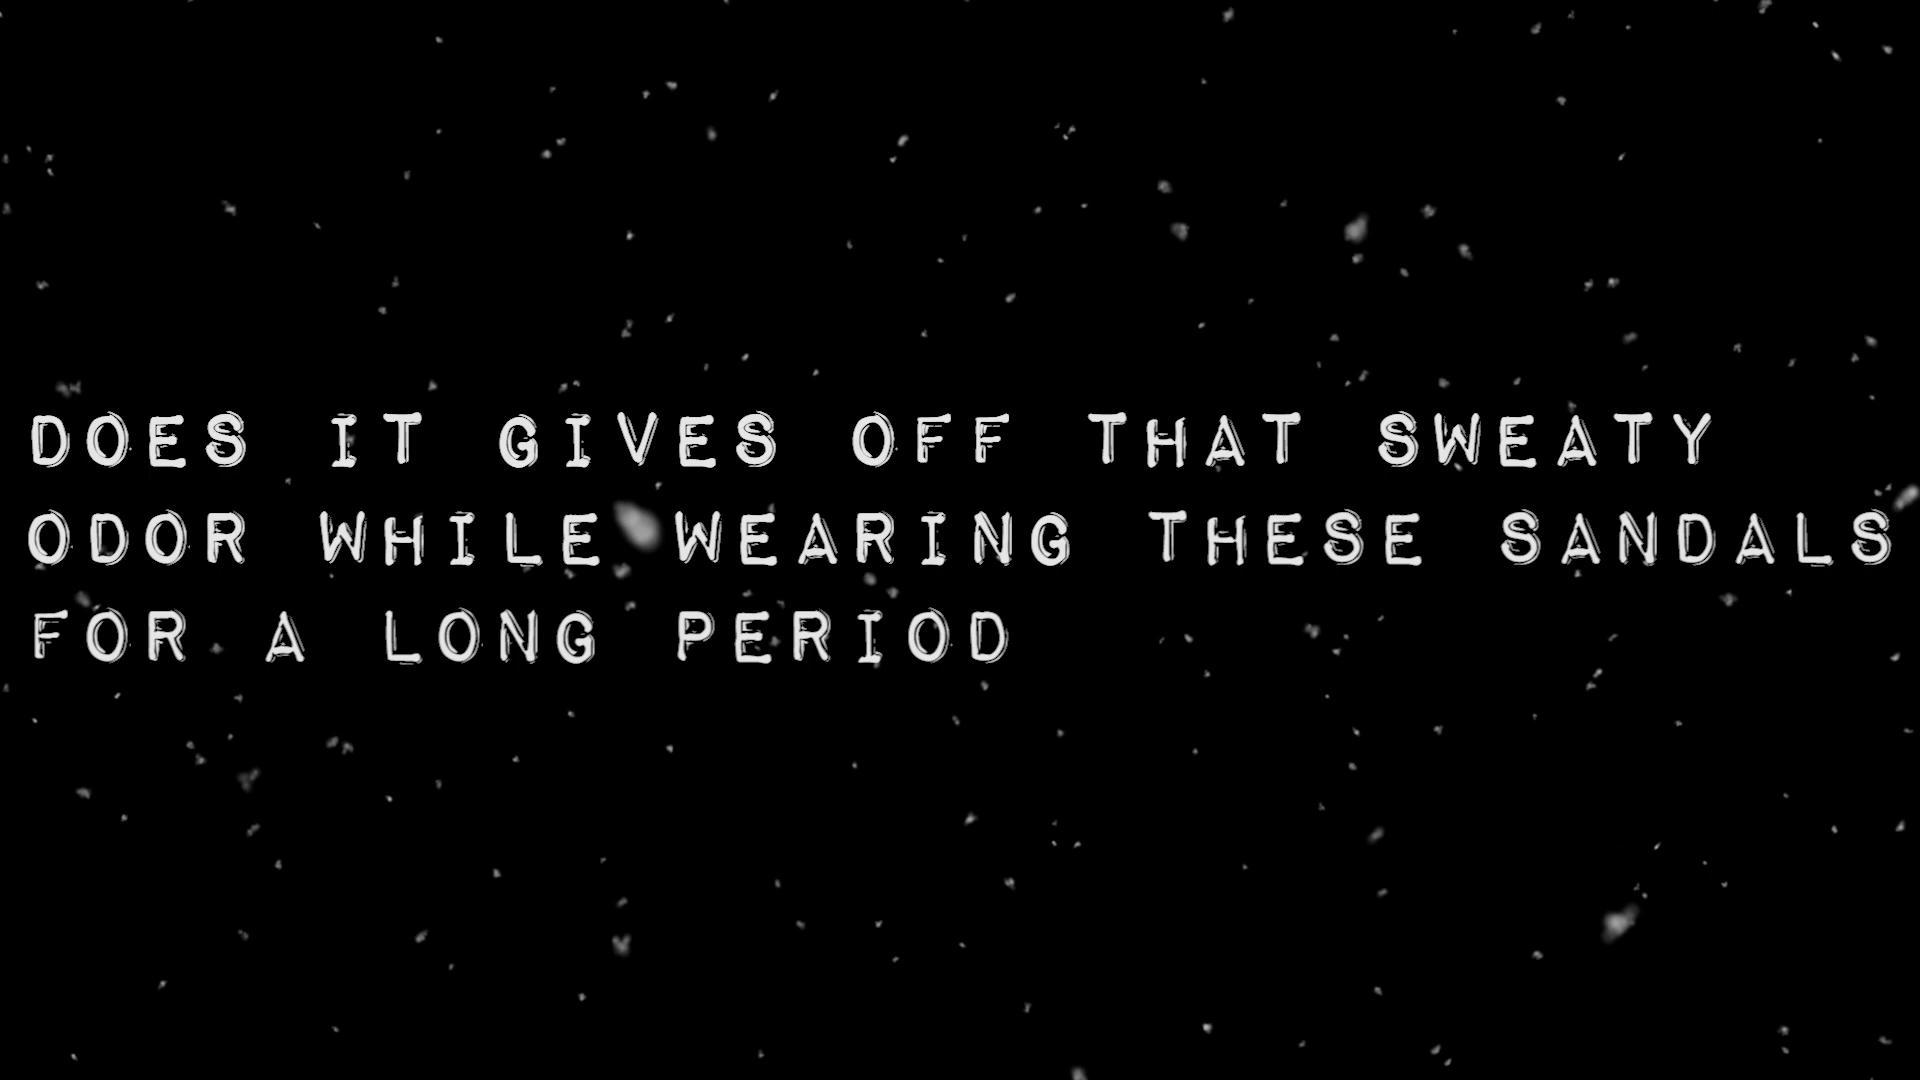 DOES IT GIVES OFF THAT SWEATY
ODOR WHILE WEARING THESE SANDALS
FOR A LONG PERIOD